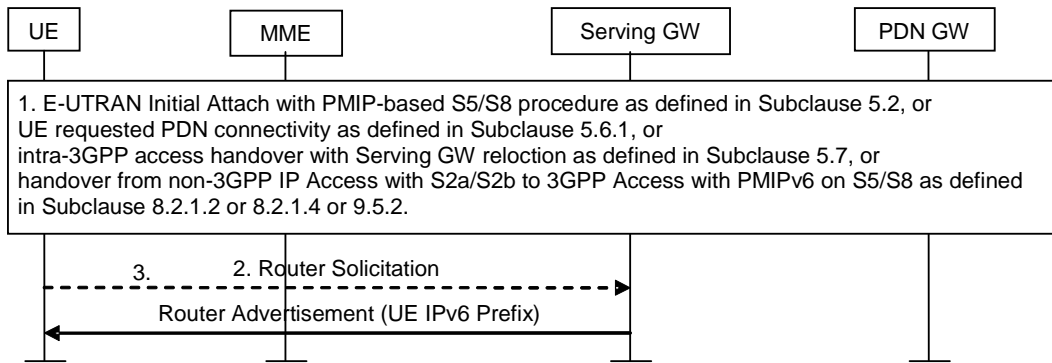 UE
MME
Serving GW
PDN GW
1. E-UTRAN Initial Attach with PMIP-based S5/S8 procedure as defined in Subclause 5.2, or
UE requested PDN connectivity as defined in Subclause 5.6.1, or
intra-3GPP access handover with Serving GW reloction as defined in Subclause 5.7, or
handover from non-3GPP IP Access with S2a/S2b to 3GPP Access with PMIPv6 on S5/S8 as defined
in Subclause 8.2.1.2 or 8.2.1.4 or 9.5.2.
3.
2. Router Solicitation
Router Advertisement (UE IPv6 Prefix)